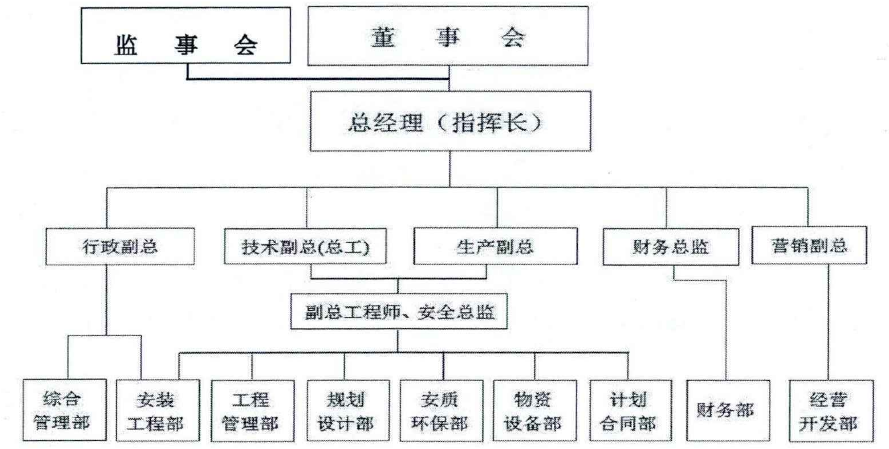 监 事 会
董 事 会
总经理（指挥长）
行政副总
技术副总(总工)
生产副总
财务总监
营销副总
副总工程师、安全总监
综合
管理部
安装
工程部
工程
管理部
规划
设计部
安质
环保部
物资
设备部
计划
合同部
财务部
经营
开发部